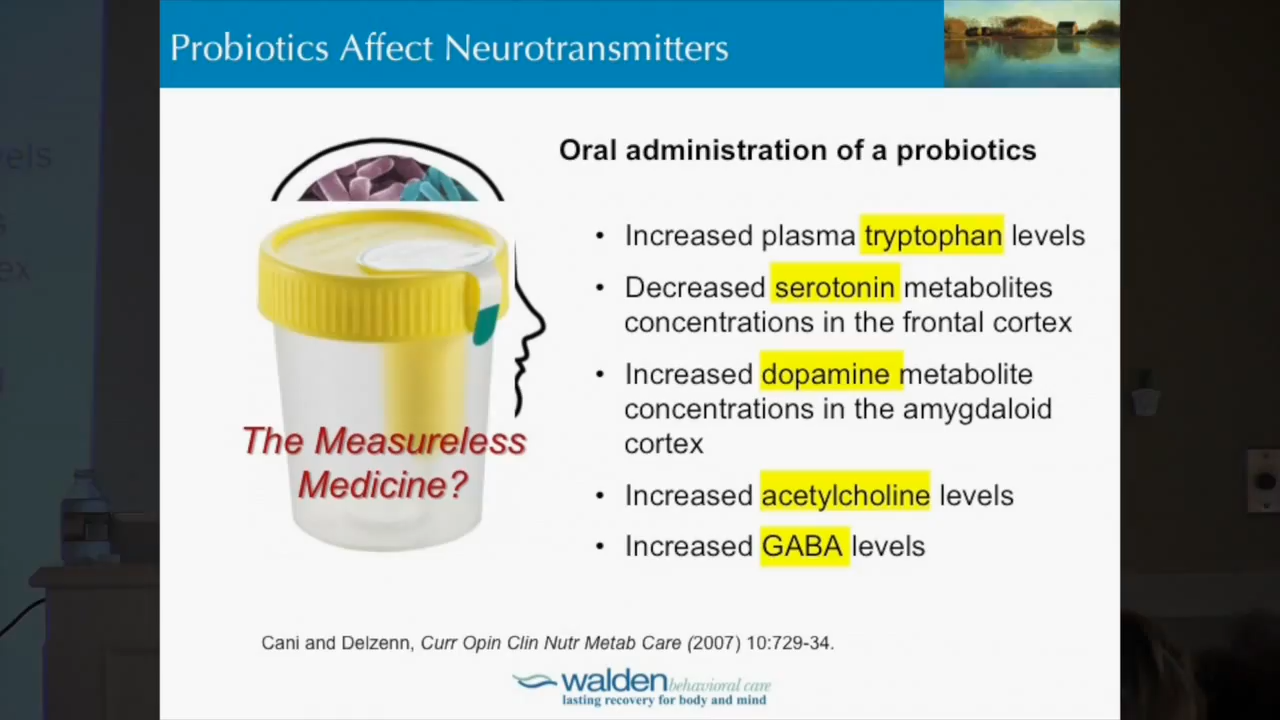 Probiotics Affect Neurotransmitters
Oral administration of a probiotics
• Increased plasma tryptophan levels
• Decreased serotonin metabolites
concentrations in the frontal cortex
• Increased dopamine metabolite
concentrations in the amygdaloid
cortex
• Increased acetylcholine levels
• Increased GABA levels
The Measureless
Medicine?
Cani and Delzenn, Curr Opin Clin Nutr Metab Care (2007) 10:729-34.
walden behavioral care
lasting recovery for body and mind